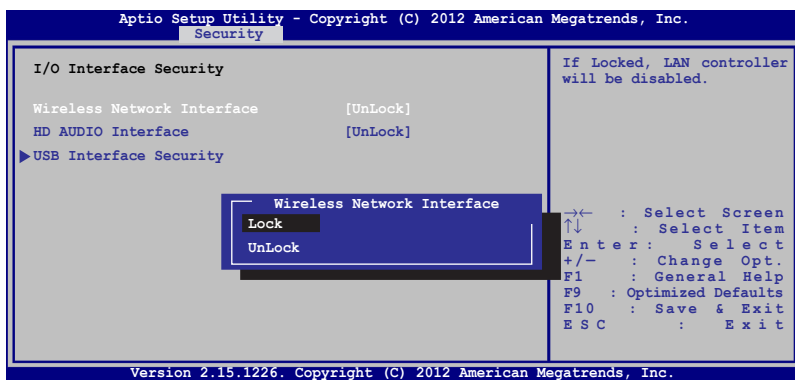 Aptio Setup Utility - Copyright (C) 2012 American Megatrends, Inc.
Security
I/O Interface Security
Wireless Network Interface [UnLock]
HD AUDIO Interface [UnLock]
USB Interface Security
If Locked, LAN controller
will be disabled.
Wireless Network Interface
Lock
UnLock
→← : Select Screen
↑↓ : Select Item
Enter: Select
+/— : Change Opt.
F1 : General Help
F9 : Optimized Defaults
F10 : Save & Exit
ESC : Exit
Version 2.15.1226. Copyright (C) 2012 American Megatrends, Inc.